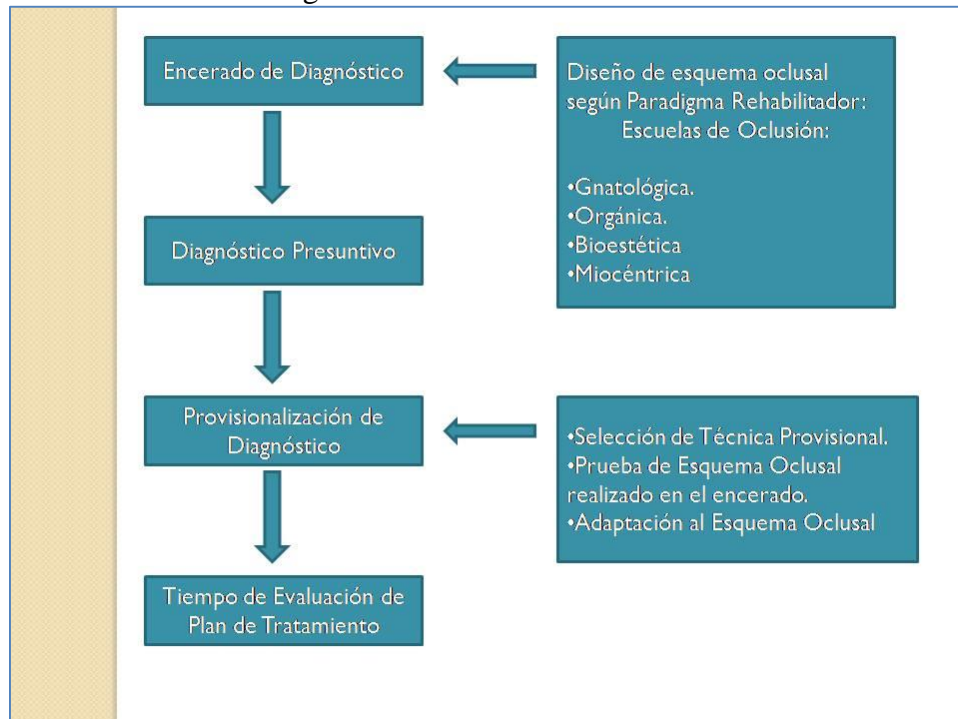 Encerado de Diagnóstico
Diseño de esquema oclusal
según Paradigma Rehabilitador:
Escuelas de Oclusión:
•Gnatológica.
•Orgánica.
•Bioestética
•Miocéntrica
Diagnóstico Presuntivo
Provisionalización de
Diagnóstico
•Selección de Técnica Provisional.
•Prueba de Esquema Oclusal
realizado en el encerado.
•Adaptación al Esquema Oclusal
Tiempo de Evaluación de
Plan de Tratamiento